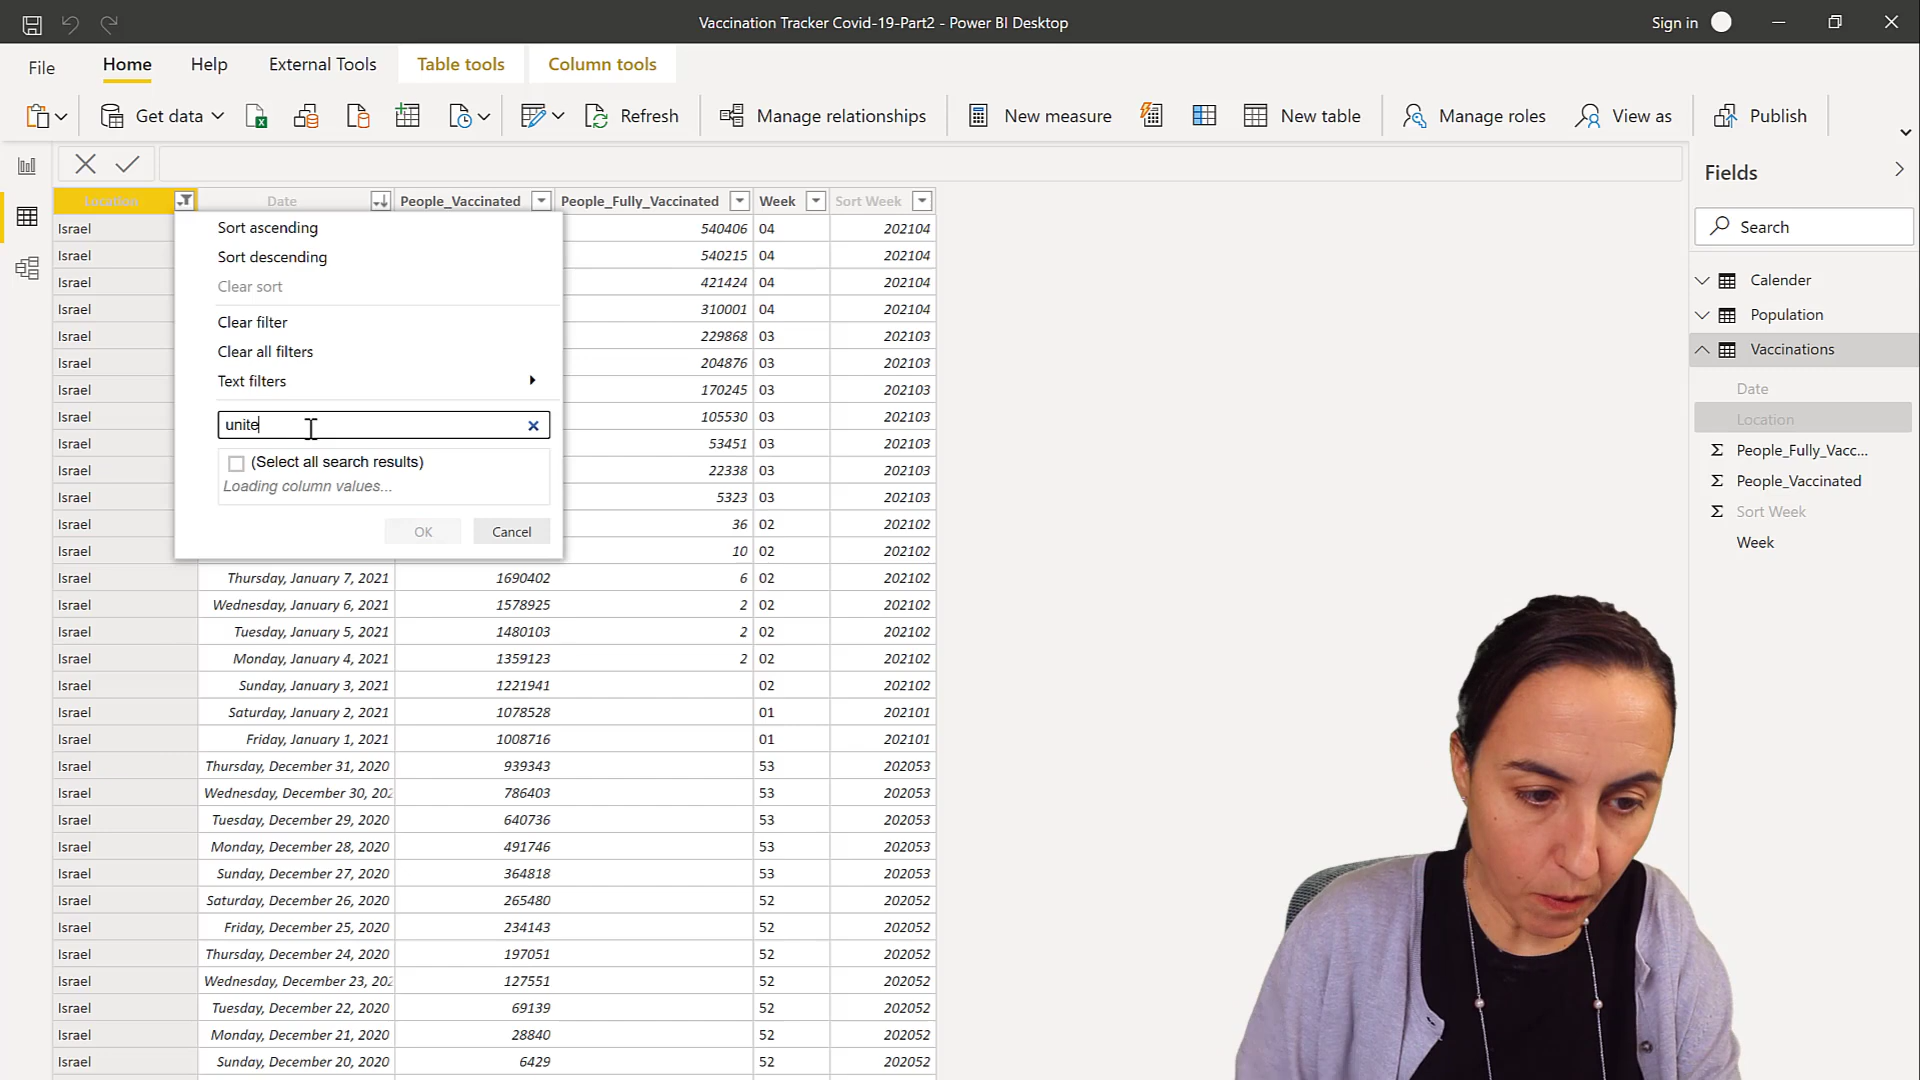 Vaccination Tracker Covid-19-Part2 - Power BI Desktop
Sign in
File Home Help External Tools Table tools Column tools
Get data Refresh Manage relationships New measure New table Manage roles View as Publish
Location Date People_Vaccinated People_Fully_Vaccinated Week Sort Week
Israel 540406 04 202104
Israel 540215 04 202104
Israel 421424 04 202104
Israel 310001 04 202104
Israel 229868 03 202103
Israel 204876 03 202103
Israel 170245 03 202103
Israel 105530 03 202103
Israel 53451 03 202103
Israel 22338 03 202103
Israel 5323 03 202103
Israel 36 02 202102
Israel 10 02 202102
Israel Thursday, January 7, 2021 1690402 6 02 202102
Israel Wednesday, January 6, 2021 1578925 2 02 202102
Israel Tuesday, January 5, 2021 1480103 2 02 202102
Israel Monday, January 4, 2021 1359123 2 02 202102
Israel Sunday, January 3, 2021 1221941 02 202102
Israel Saturday, January 2, 2021 1078528 01 202101
Israel Friday, January 1, 2021 1008716 01 202101
Israel Thursday, December 31, 2020 939343 53 202053
Israel Wednesday, December 30, 202 786403 53 202053
Israel Tuesday, December 29, 2020 640736 53 202053
Israel Monday, December 28, 2020 491746 53 202053
Israel Sunday, December 27, 2020 364818 53 202053
Israel Saturday, December 26, 2020 265480 52 202052
Israel Friday, December 25, 2020 234143 52 202052
Israel Thursday, December 24, 2020 197051 52 202052
Israel Wednesday, December 23, 202 127551 52 202052
Israel Tuesday, December 22, 2020 69139 52 202052
Israel Monday, December 21, 2020 28840 52 202052
Israel Sunday, December 20, 2020 6429 52 202052
Sort ascending
Sort descending
Clear sort
Clear filter
Clear all filters
Text filters
unite
(Select all search results)
Loading column values...
OK Cancel
Fields
Search
Calender
Population
Vaccinations
Date
Location
People_Fully_Vacc...
People_Vaccinated
Sort Week
Week